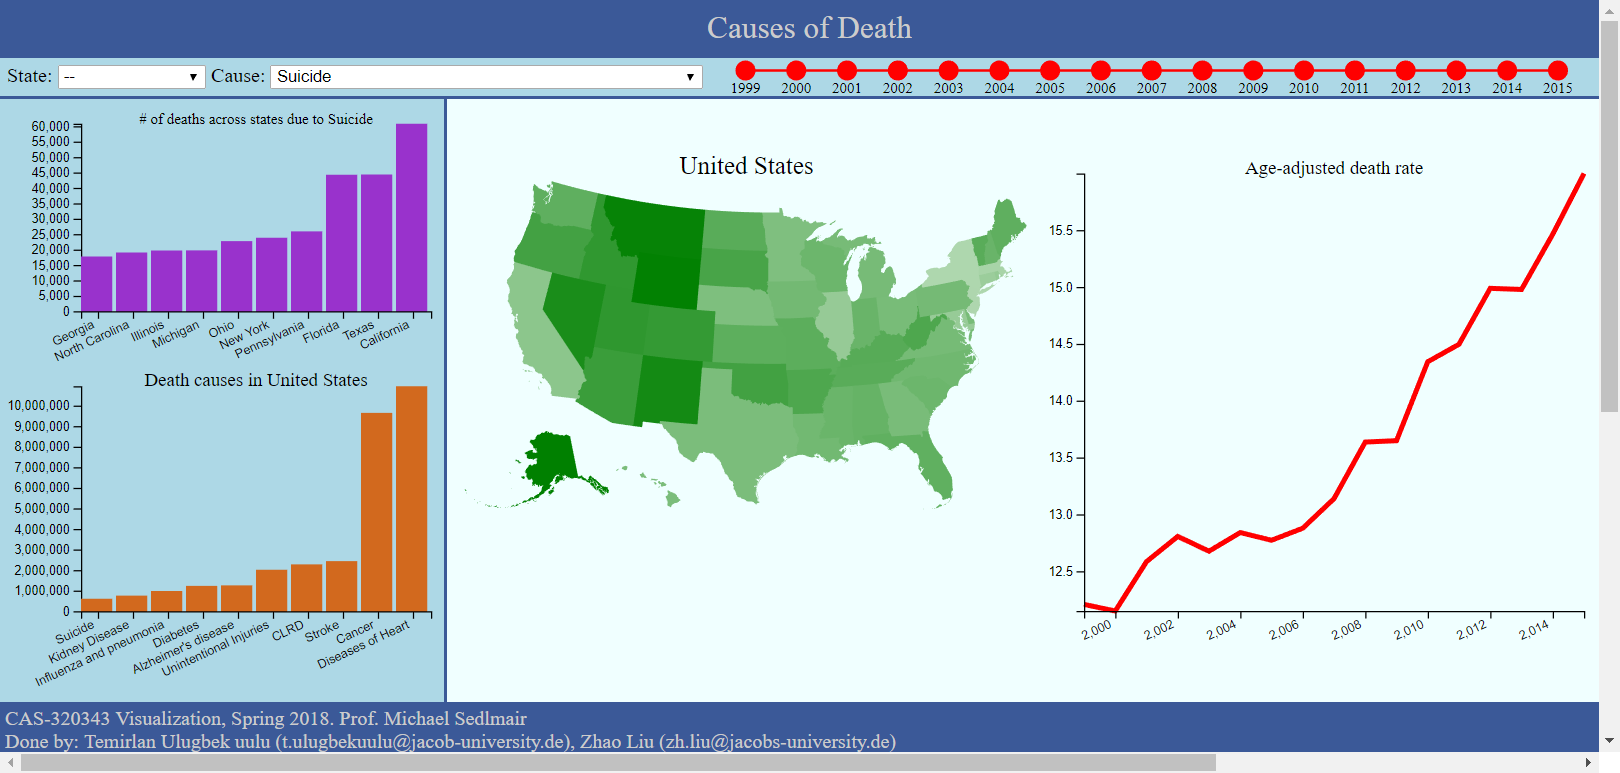 Causes of Death
State: -- Cause: Suicide
1999 2000 2001 2002 2003 2004 2005 2006 2007 2008 2009 2010 2011 2012 2013 2014 2015
# of deaths across states due to Suicide
60,000
55,000
50,000
45,000
40,000
35,000
30,000
25,000
20,000
15,000
10,000
5,000
0
Georgia North Carolina Illinois Michigan Ohio New York Pennsylvania Florida Texas California
Death causes in United States
10,000,000
9,000,000
8,000,000
7,000,000
6,000,000
5,000,000
4,000,000
3,000,000
2,000,000
1,000,000
0
Suicide Kidney Disease Influenza and pneumonia Diabetes Alzheimer's disease Unintentional Injuries CLRD Stroke Cancer Diseases of Heart
United States
Age-adjusted death rate
15.5
15.0
14.5
14.0
13.5
13.0
12.5
2,000 2,002 2,004 2,006 2,008 2,010 2,012 2,014
CAS-320343 Visualization, Spring 2018. Prof. Michael Sedlmair
Done by: Temirlan Ulugbek uulu (t.ulugbekuulu@jacob-university.de), Zhao Liu (zh.liu@jacobs-university.de)